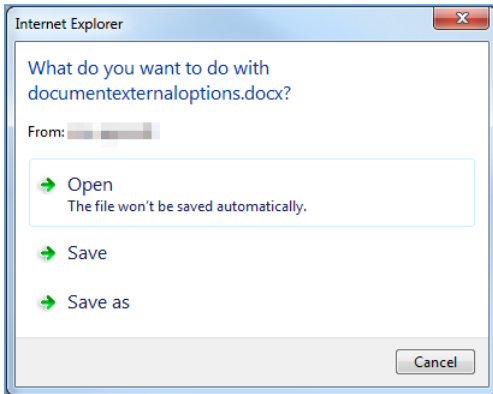 Internet Explorer
What do you want to do with
documentexternaloptions.docx?
From:
Open
The file won't be saved automatically.
Save
Save as
Cancel